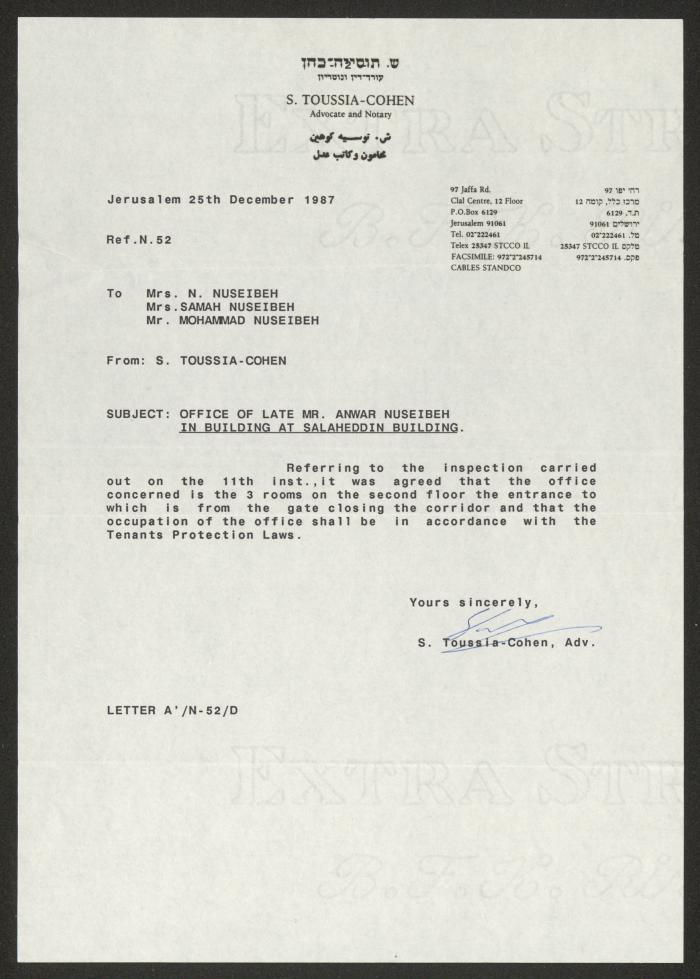 ש. תוסיה־כהן
עורך־דין ונוטריון
S. TOUSSIA-COHEN
Advocate and Notary
ش. توسسيه كوهين
محامون وكاتب عدل
Jerusalem 25th December 1987
Ref.N.52
97 Jaffa Rd.
Clal Centre, 12 Floor
P.O.Box 6129
Jerusalem 91061
Tel. 02-222461
Telex 25347 STCCO IL
FACSIMILE: 972-2-245714
CABLES STANDCO
רח' יפו 97
מרכז כלל, קומה 12
ת.ד. 6129
ירושלים 91061
טל. 02-222461
טלקס 25347 STCCO IL
פקס. 972-2-245714
To Mrs. N. NUSEIBEH
Mrs.SAMAH NUSEIBEH
Mr. MOHAMMAD NUSEIBEH
From: S. TOUSSIA-COHEN
SUBJECT: OFFICE OF LATE MR. ANWAR NUSEIBEH
IN BUILDING AT SALAHEDDIN BUILDING.
Referring to the inspection carried
out on the 11th inst.,it was agreed that the office
concerned is the 3 rooms on the second floor the entrance to
which is from the gate closing the corridor and that the
occupation of the office shall be in accordance with the
Tenants Protection Laws.
Yours sincerely,
S. Toussia-Cohen, Adv.
LETTER A'/N-52/D
EXTRA STR
EXTRA STR
B.F.K.